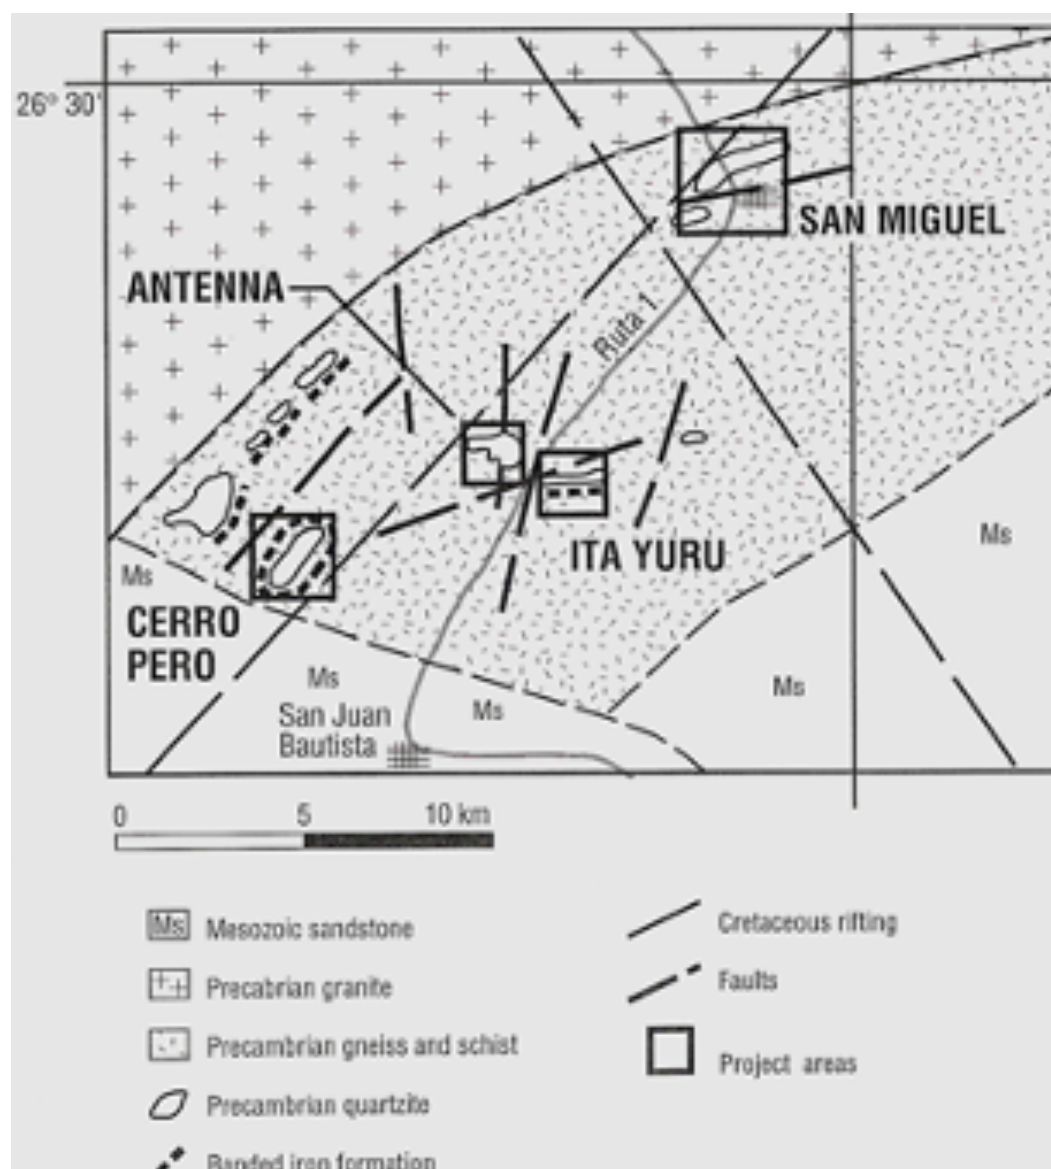 26° 30'
SAN MIGUEL
ANTENNA
Ruta 1
ITA YURU
Ms
Ms
CERRO
PERO
Ms
Ms
Ms
San Juan
Bautista
0 5 10 km
Ms Mesozoic sandstone
Precabrian granite
Precambrian gneiss and schist
Precambrian quartzite
Banded iron formation
Cretaceous rifting
Faults
Project areas